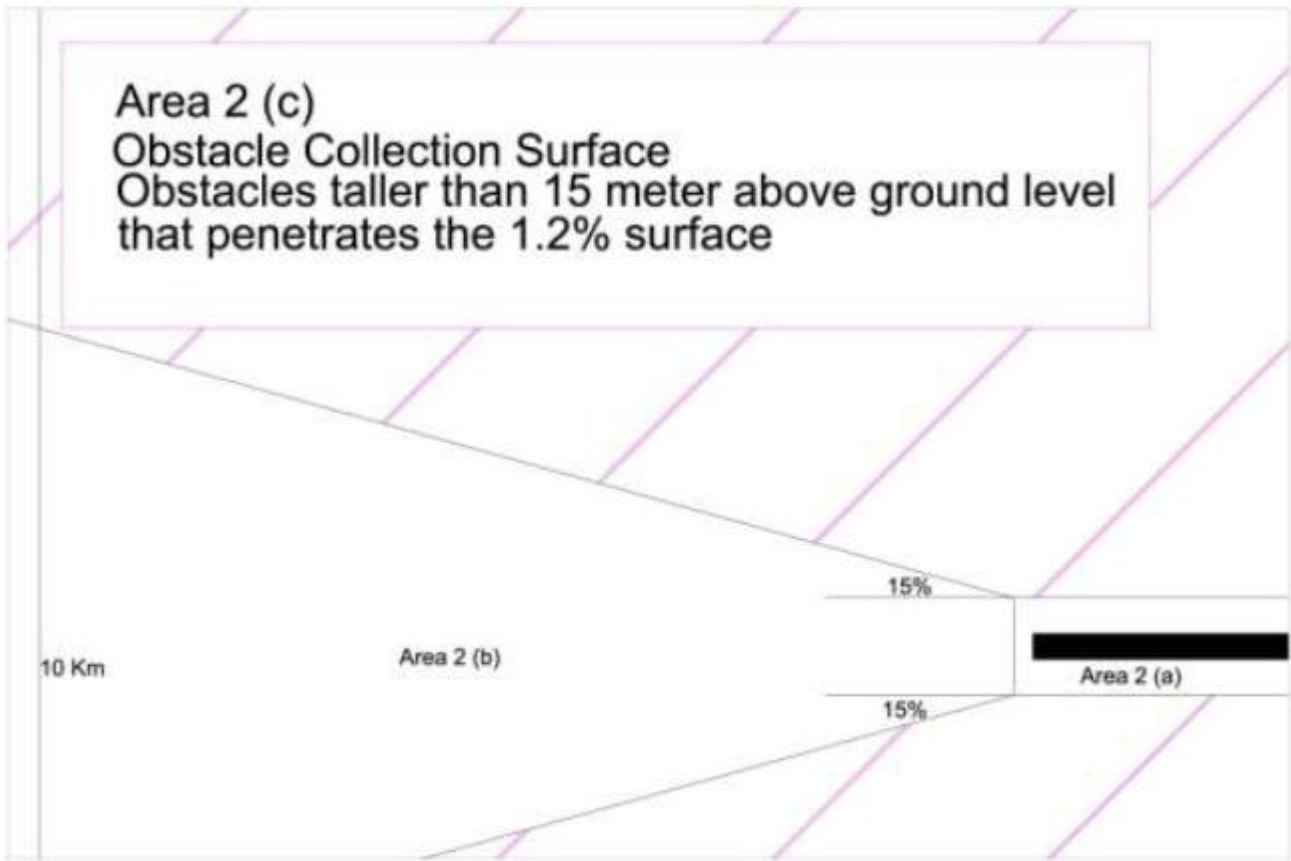 Area 2 (c)
Obstacle Collection Surface
Obstacles taller than 15 meter above ground level
that penetrates the 1.2% surface
15%
10 Km
Area 2 (b)
Area 2 (a)
15%